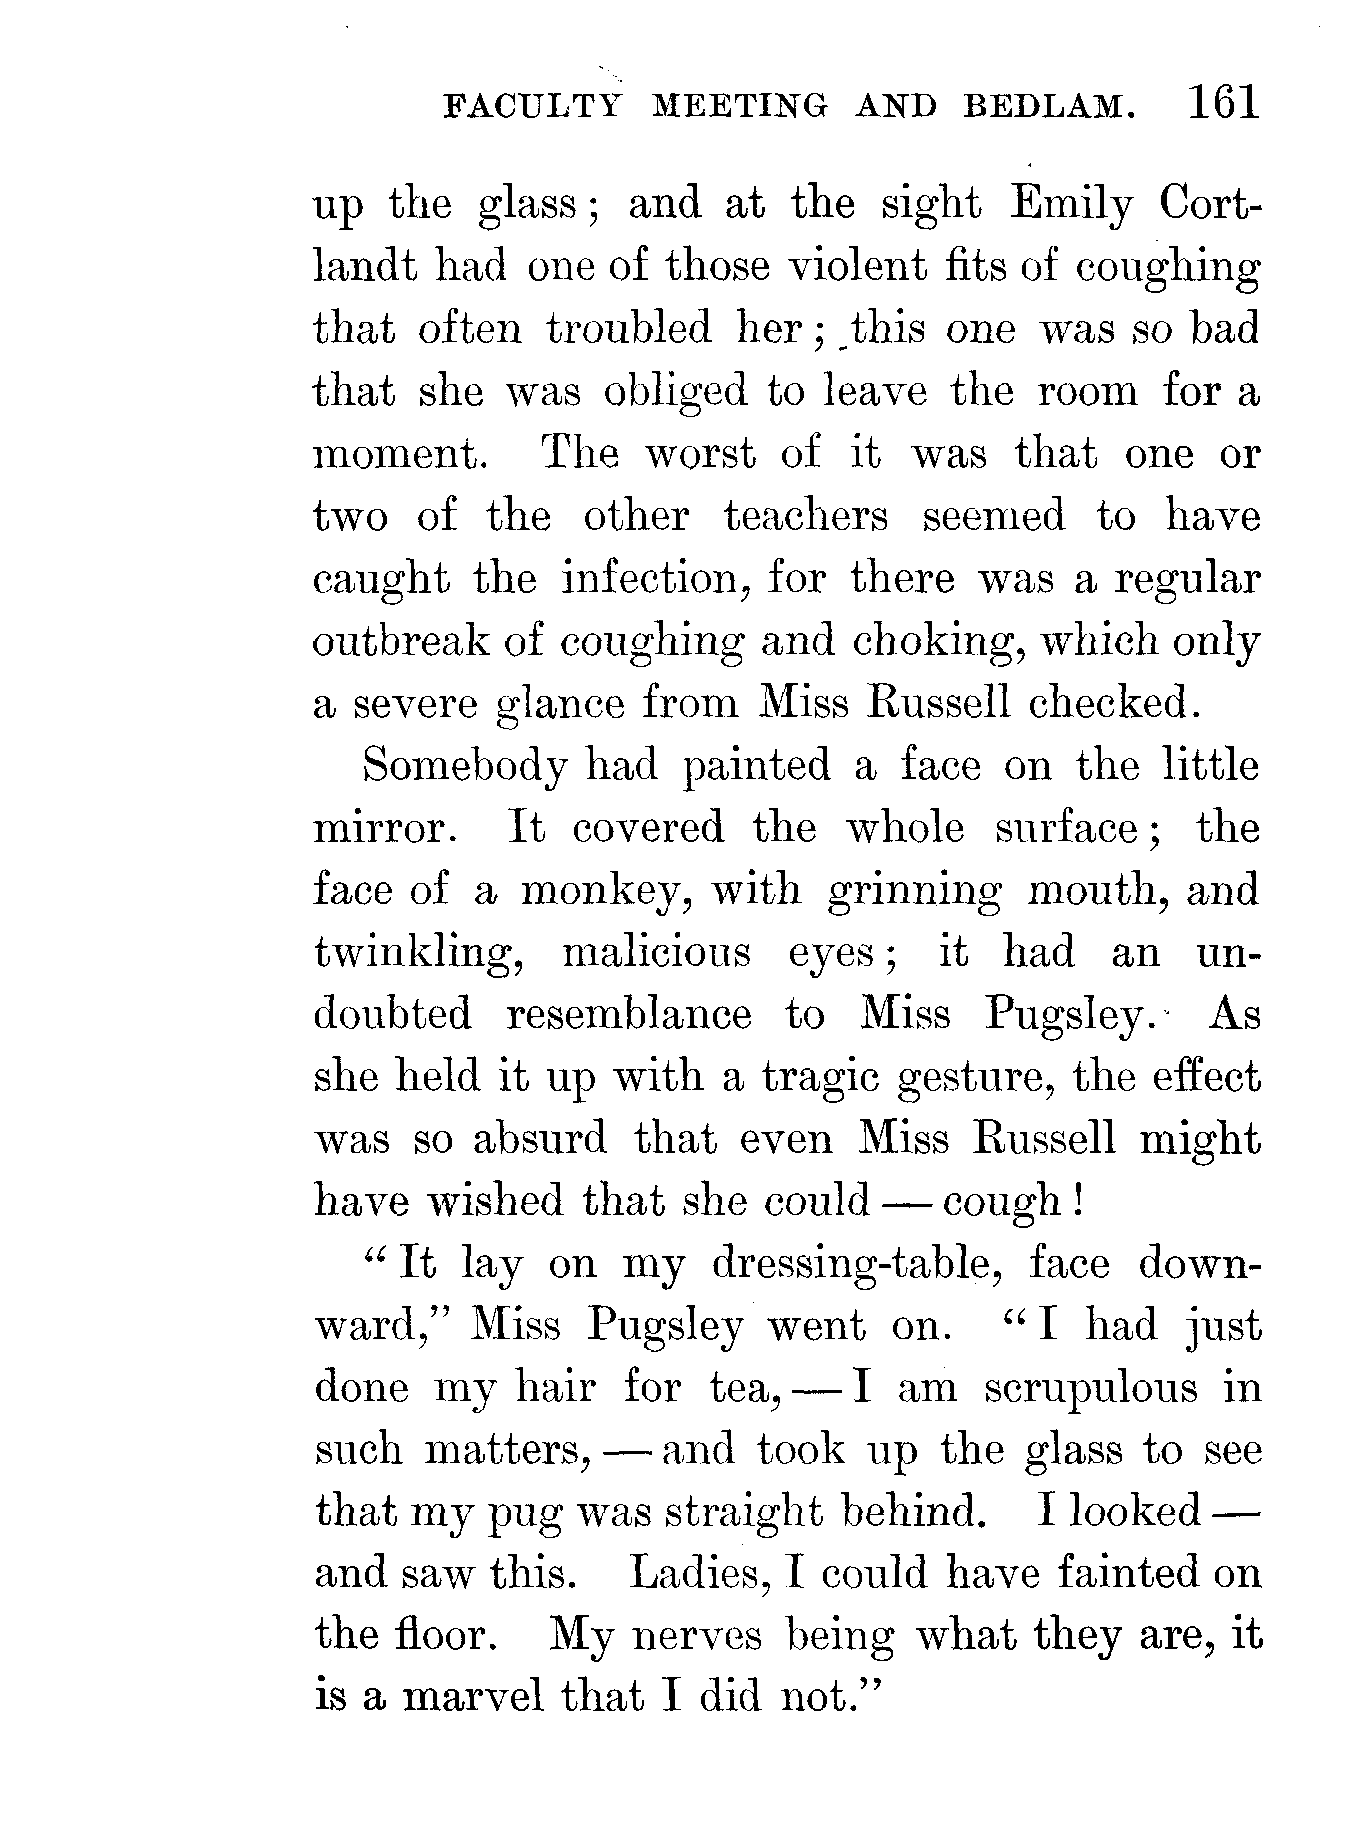 FACULTY MEETING AND BEDLAM. 161
up the glass; and at the sight Emily Cort-
landt had one of those violent fits of coughing
that often troubled her; this one was so bad
that she was obliged to leave the room for a
moment. The worst of it was that one or
two of the other teachers seemed to have
caught the infection, for there was a regular
outbreak of coughing and choking, which only
a severe glance from Miss Russell checked.
Somebody had painted a face on the little
mirror. It covered the whole surface; the
face of a monkey, with grinning mouth, and
twinkling, malicious eyes; it had an un-
doubted resemblance to Miss Pugsley. As
she held it up with a tragic gesture, the effect
was so absurd that even Miss Russell might
have wished that she could — cough!
“It lay on my dressing-table, face down-
ward,” Miss Pugsley went on. “I had just
done my hair for tea, — I am scrupulous in
such matters, — and took up the glass to see
that my pug was straight behind. I looked —
and saw this. Ladies, I could have fainted on
the floor. My nerves being what they are, it
is a marvel that I did not.”